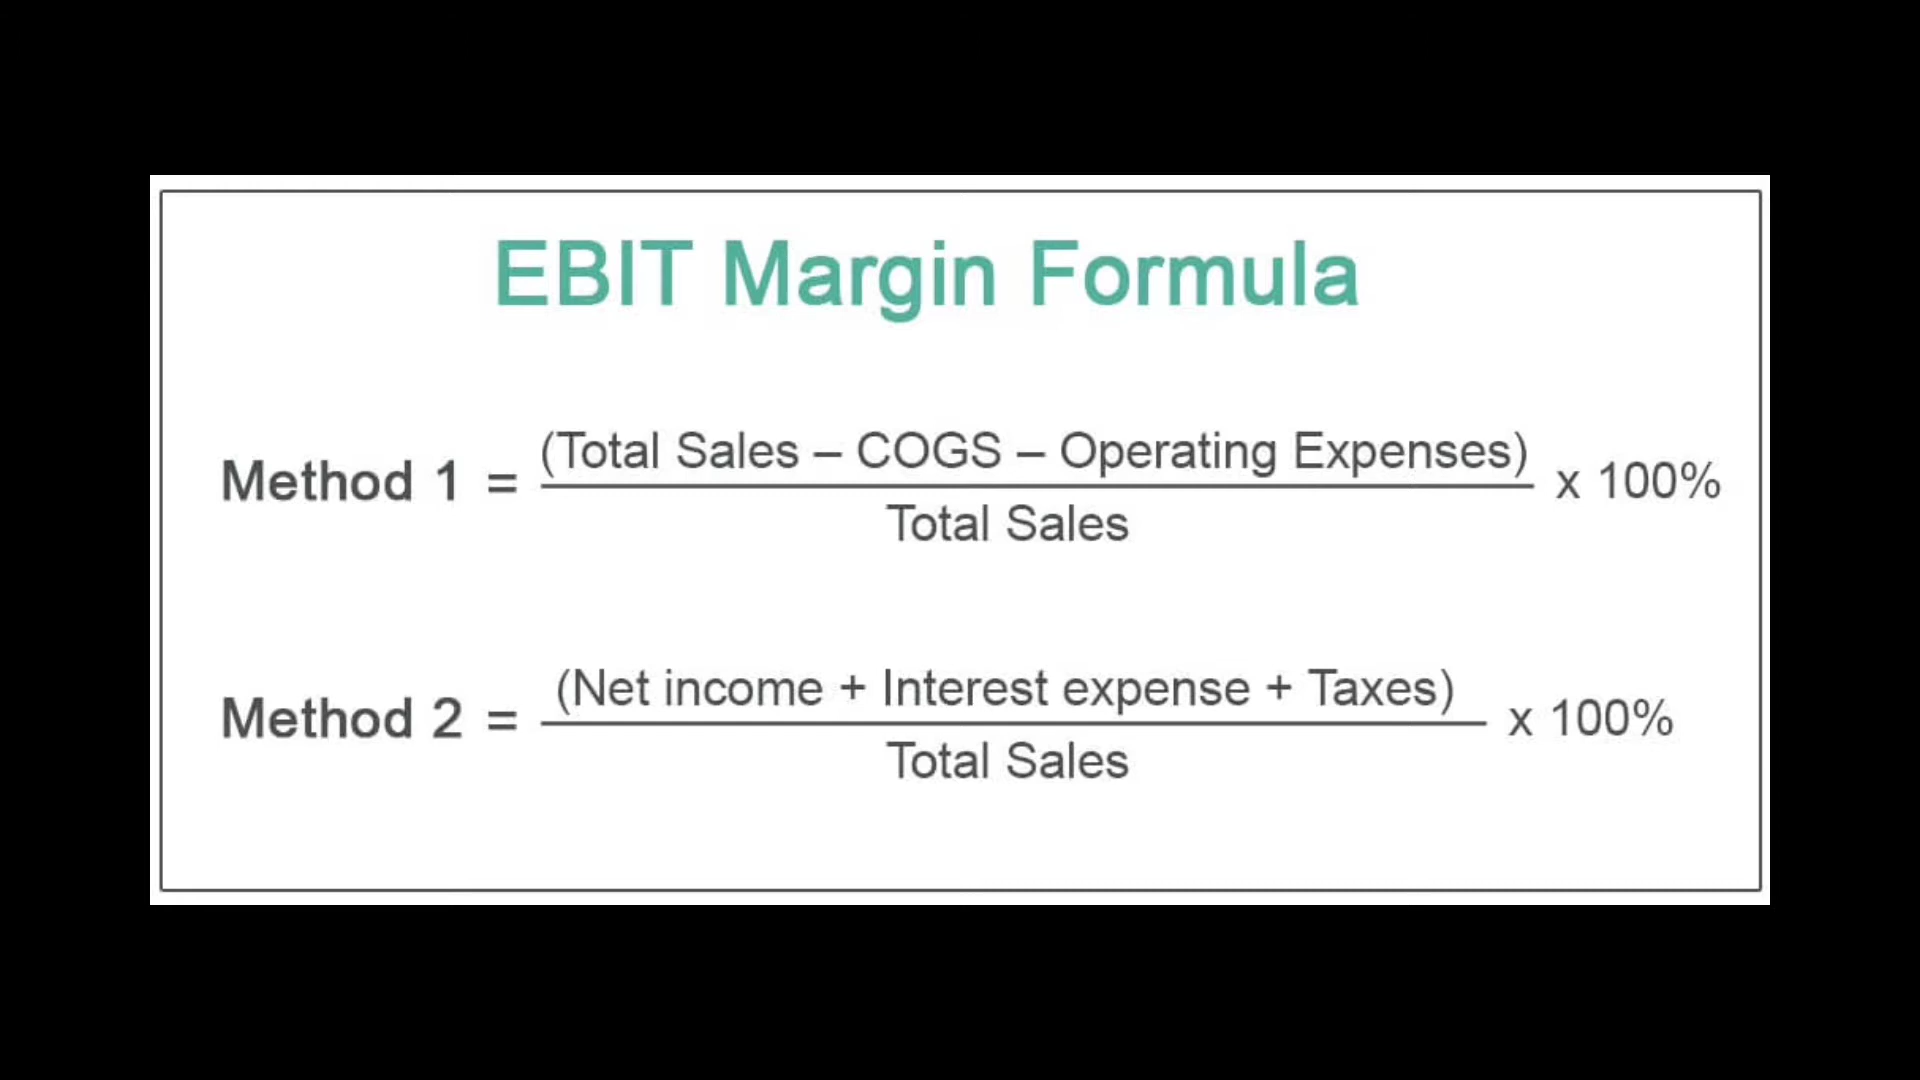 EBIT Margin Formula
Method 1 = (Total Sales – COGS – Operating Expenses) x 100%
Total Sales
Method 2 = (Net income + Interest expense + Taxes) x 100%
Total Sales